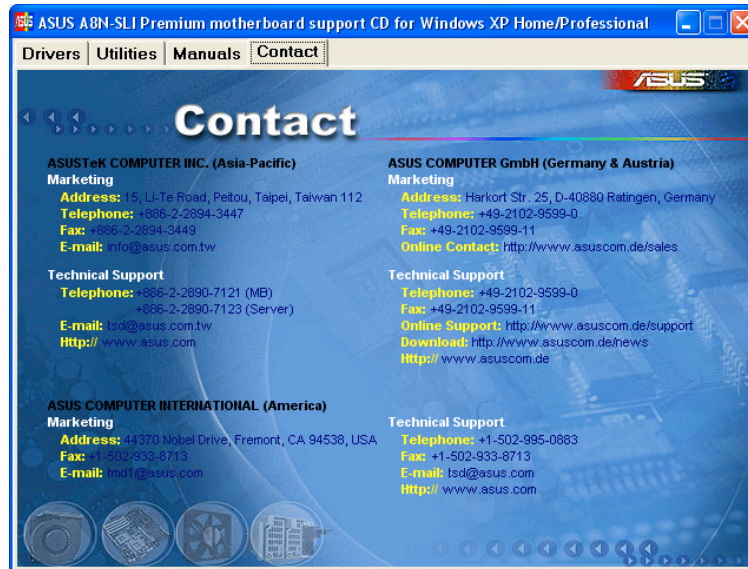 ASUS A8N-SLI Premium motherboard support CD for Windows XP Home/Professional
Drivers Utilities Manuals Contact
ASUS
Contact
ASUSTeK COMPUTER INC. (Asia-Pacific)
Marketing
Address: 15, Li-Te Road, Peitou, Taipei, Taiwan 112
Telephone: +886-2-2894-3447
Fax: +886-2-2894-3449
E-mail: info@asus.com.tw
Technical Support
Telephone: +886-2-2890-7121 (MB)
+886-2-2890-7123 (Server)
E-mail: tsd@asus.com.tw
Http:// www.asus.com
ASUS COMPUTER GmbH (Germany & Austria)
Marketing
Address: Harkort Str. 25, D-40880 Ratingen, Germany
Telephone: +49-2102-9599-0
Fax: +49-2102-9599-11
Online Contact: http://www.asuscom.de/sales
Technical Support
Telephone: +49-2102-9599-0
Fax: +49-2102-9599-11
Online Support: http://www.asuscom.de/support
Download: http://www.asuscom.de/news
Http:// www.asuscom.de
ASUS COMPUTER INTERNATIONAL (America)
Marketing
Address: 44370 Nobel Drive, Fremont, CA 94538, USA
Fax: +1-502-933-8713
E-mail: tmd1@asus.com
Technical Support
Telephone: +1-502-995-0883
Fax: +1-502-933-8713
E-mail: tsd@asus.com
Http:// www.asus.com